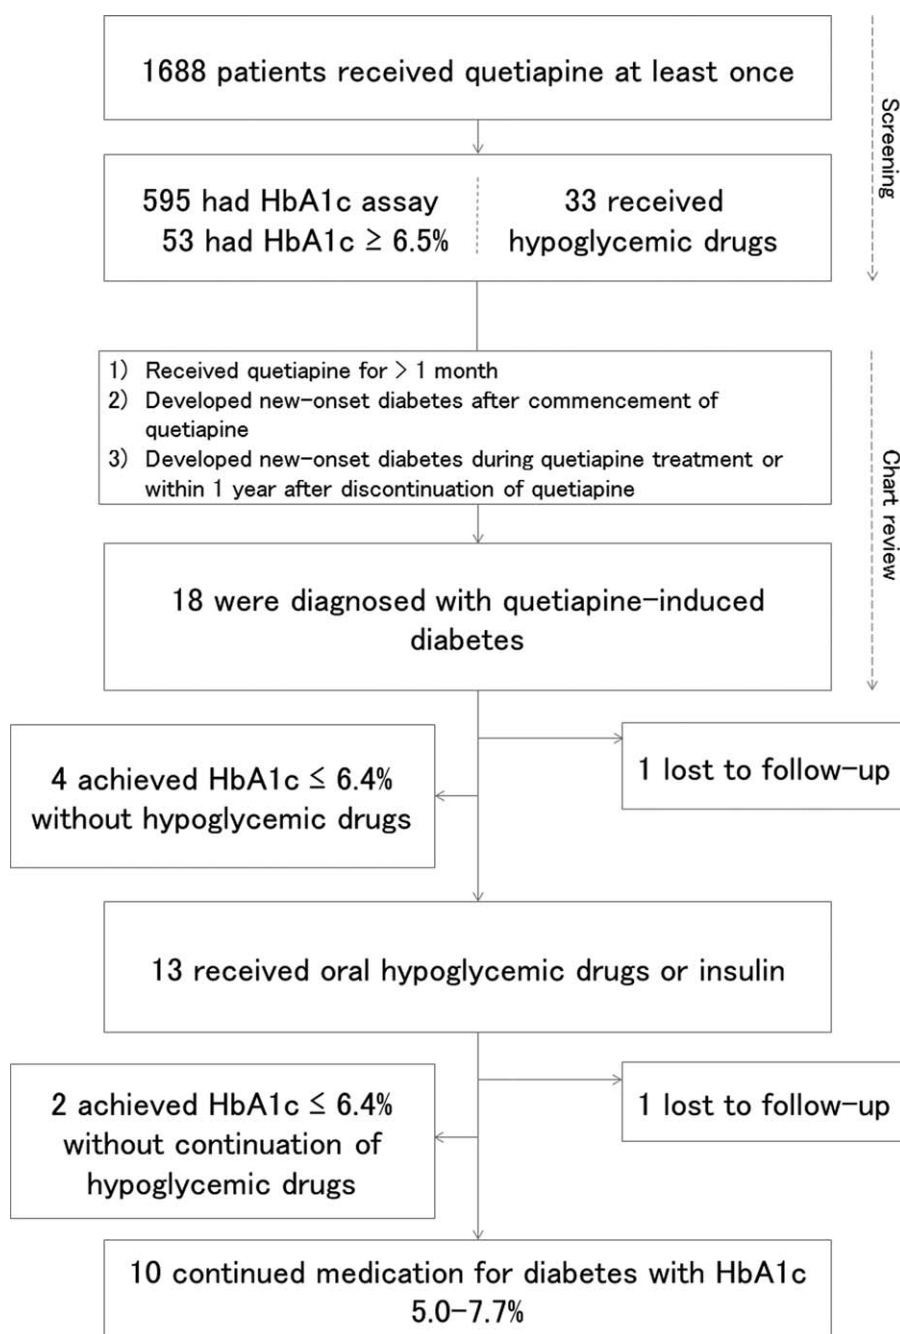 1688 patients received quetiapine at least once
Screening
595 had HbA1c assay
53 had HbA1c ≥ 6.5%
33 received
hypoglycemic drugs
1) Received quetiapine for > 1 month
2) Developed new-onset diabetes after commencement of
quetiapine
3) Developed new-onset diabetes during quetiapine treatment or
within 1 year after discontinuation of quetiapine
Chart review
18 were diagnosed with quetiapine-induced
diabetes
4 achieved HbA1c ≤ 6.4%
without hypoglycemic drugs
1 lost to follow-up
13 received oral hypoglycemic drugs or insulin
2 achieved HbA1c ≤ 6.4%
without continuation of
hypoglycemic drugs
1 lost to follow-up
10 continued medication for diabetes with HbA1c
5.0-7.7%